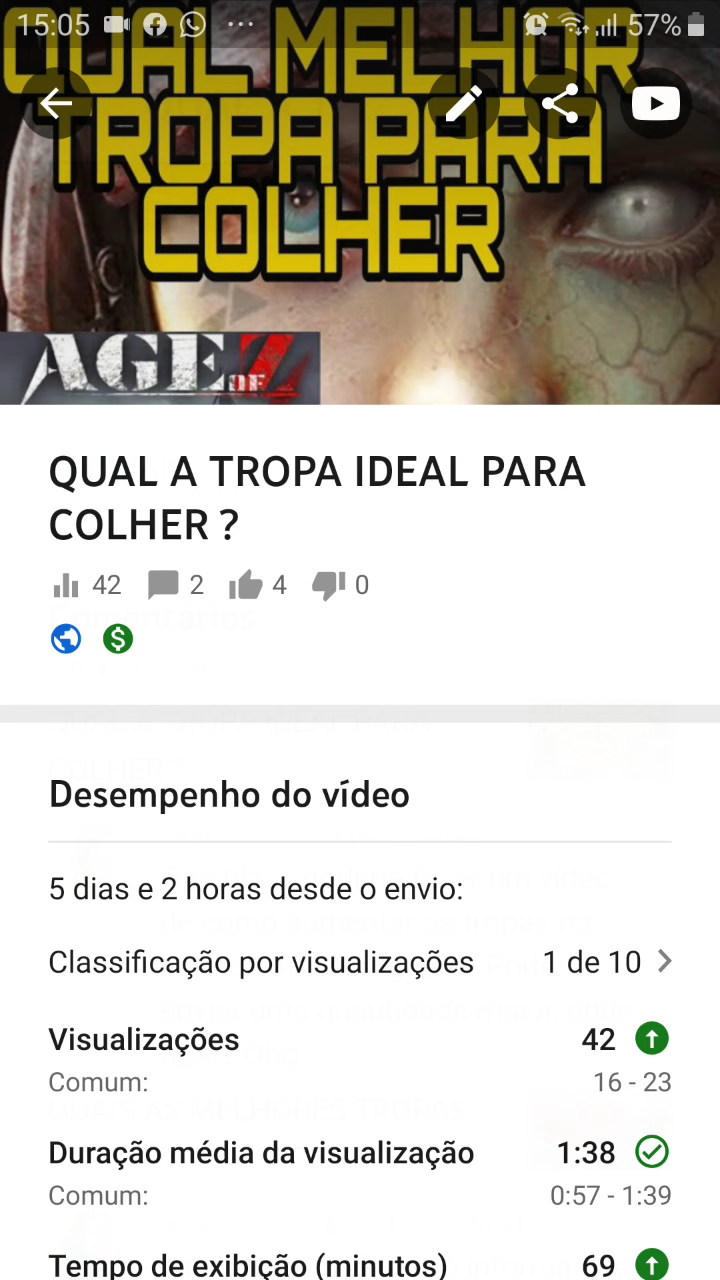 15:05 57%
QUAL MELHOR
TROPA PARA
COLHER
AGE OF Z
QUAL A TROPA IDEAL PARA
COLHER ?
42 2 4 0
Comentários
Desempenho do vídeo
5 dias e 2 horas desde o envio:
Classificação por visualizações 1 de 10
Visualizações 42
Comum: 16 - 23
Duração média da visualização 1:38
Comum: 0:57 - 1:39
Tempo de exibição (minutos) 69